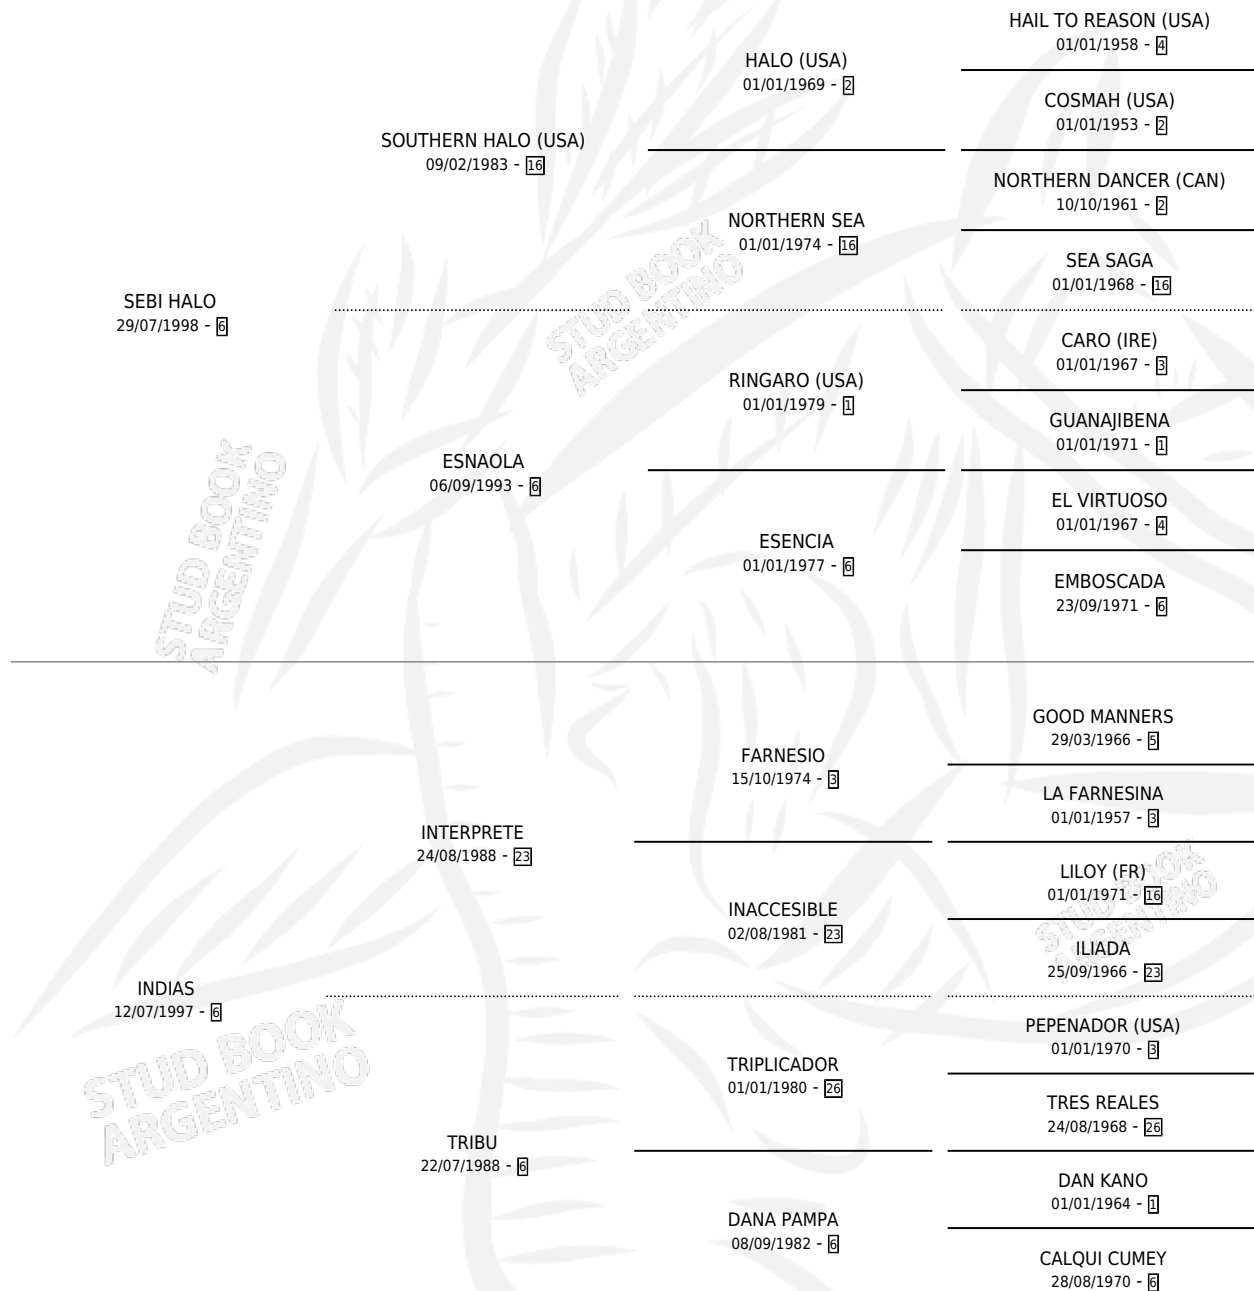 HAIL TO REASON (USA)
01/01/1958 - 4
HALO (USA)
01/01/1969 - 2
COSMAH (USA)
01/01/1953 - 2
SOUTHERN HALO (USA)
09/02/1983 - 16
NORTHERN DANCER (CAN)
10/10/1961 - 2
NORTHERN SEA
01/01/1974 - 16
SEA SAGA
01/01/1968 - 16
SEBI HALO
29/07/1998 - 6
CARO (IRE)
01/01/1967 - 3
RINGARO (USA)
01/01/1979 - 1
GUANAJIBENA
01/01/1971 - 1
ESNAOLA
06/09/1993 - 6
EL VIRTUOSO
01/01/1967 - 4
ESENCIA
01/01/1977 - 6
EMBOSCADA
23/09/1971 - 6
STUD BOOK
ARGENTINO
STUD BOOK
ARGENTINO
GOOD MANNERS
29/03/1966 - 5
FARNESIO
15/10/1974 - 3
LA FARNESINA
01/01/1957 - 3
INTERPRETE
24/08/1988 - 23
LILOY (FR)
01/01/1971 - 16
INACCESIBLE
02/08/1981 - 23
ILIADA
25/09/1966 - 23
STUD BOOK
ARGENTINO
INDIAS
12/07/1997 - 6
PEPENADOR (USA)
01/01/1970 - 3
TRIPLICADOR
01/01/1980 - 26
TRES REALES
24/08/1968 - 26
TRIBU
22/07/1988 - 6
DAN KANO
01/01/1964 - 1
DANA PAMPA
08/09/1982 - 6
CALQUI CUMEY
28/08/1970 - 6
STUD BOOK
ARGENTINO